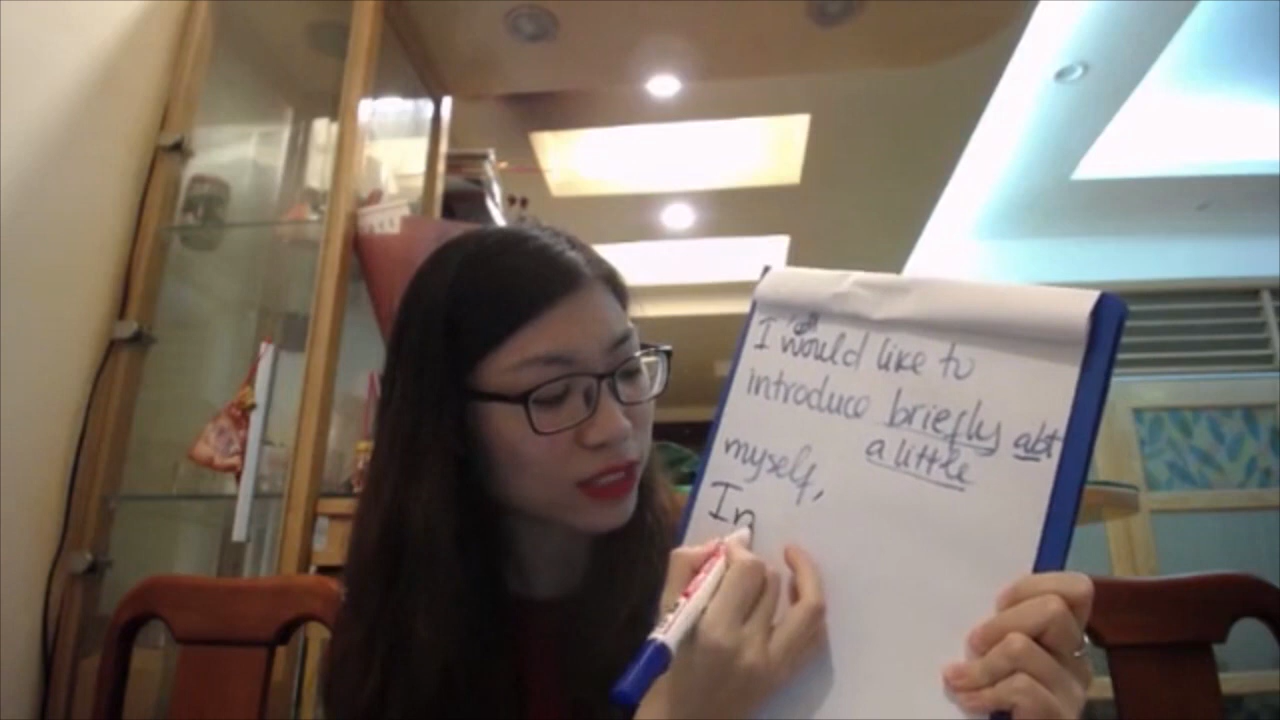 I would like to
introduce briefly abt
a little
myself,
In